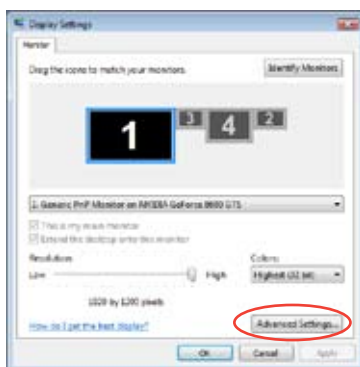 Display Settings
Monitor
Drag the icons to match your monitors.
Identify Monitors
1
3
4
2
Generic PnP Monitor on NVIDIA GeForce 8600 GTS
This is my main monitor
Extend the desktop onto this monitor
Resolution:
Low
High
Colors:
Highest (32 bit)
by 1200 pixels
How do I get the best display?
Advanced Settings...
OK
Cancel
Apply